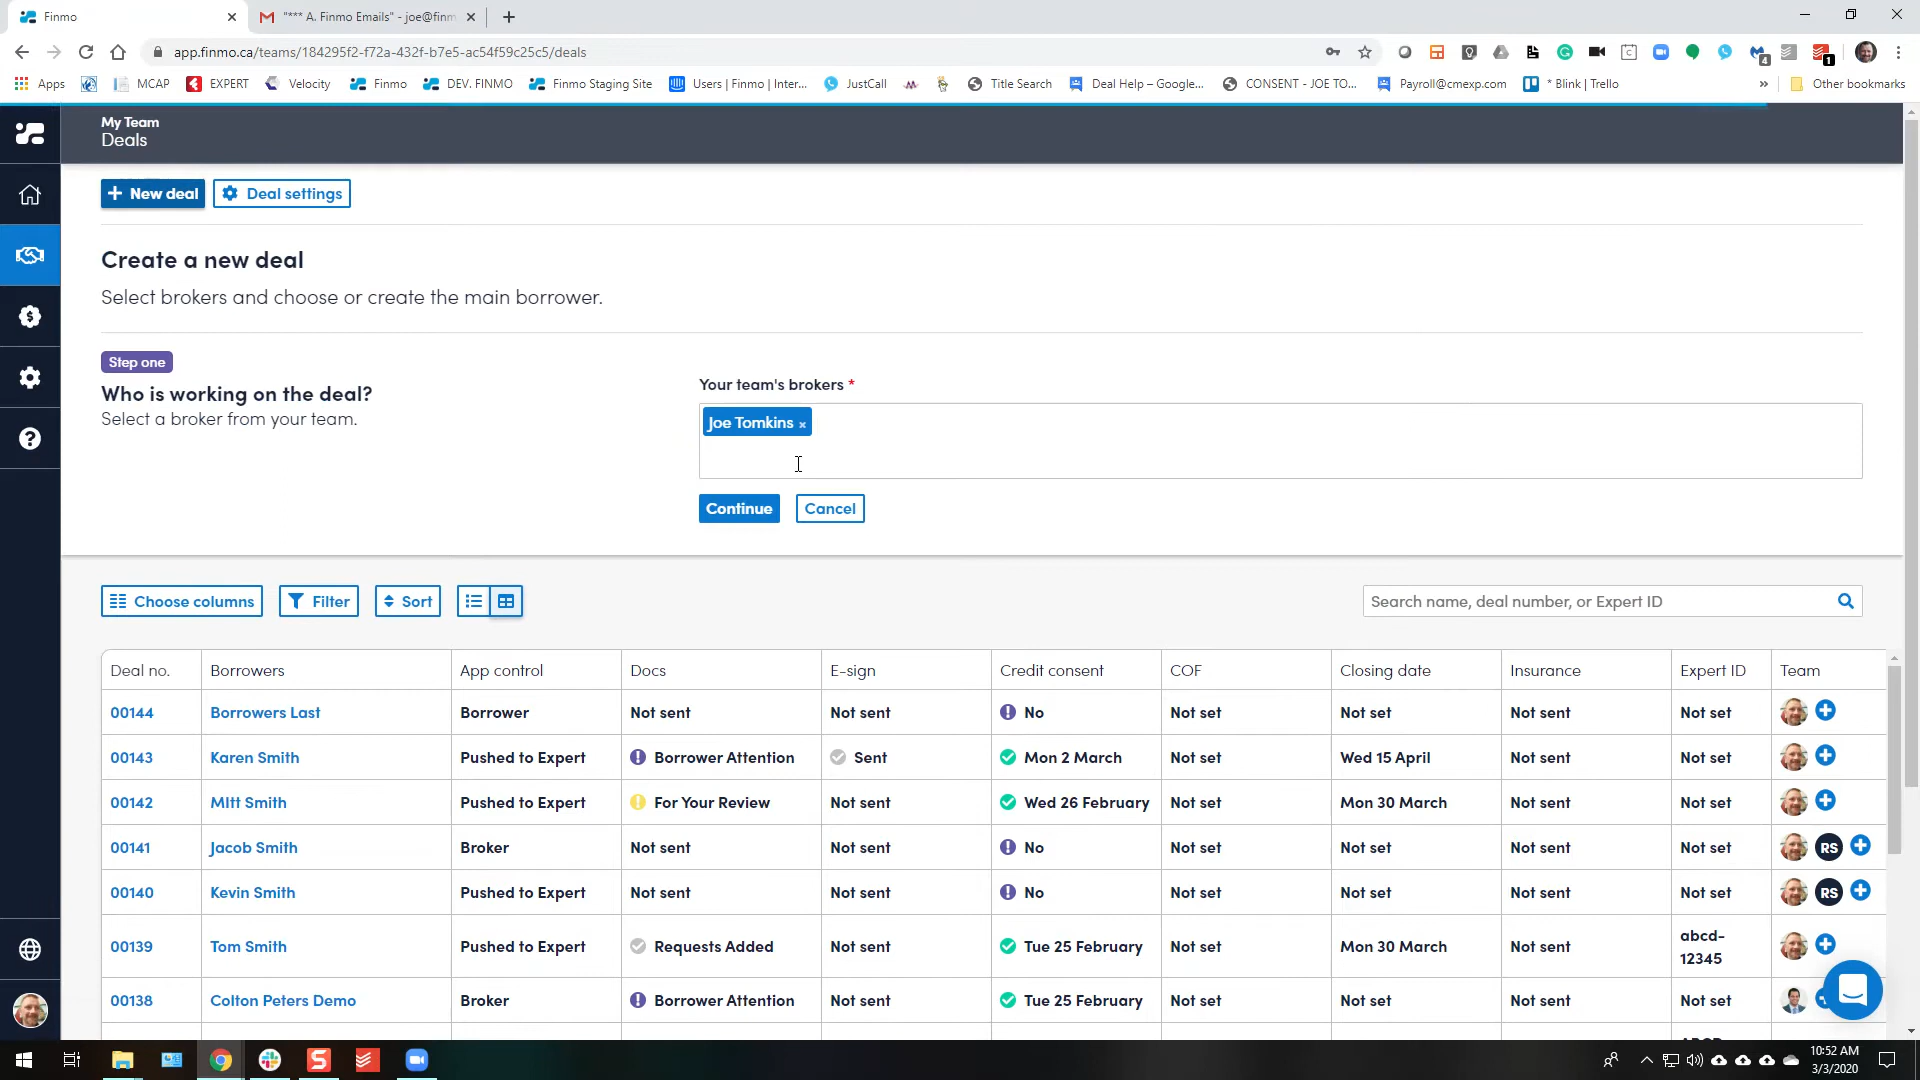 Finmo
"*** A. Finmo Emails" - joe@finm
app.finmo.ca/teams/184295f2-f72a-432f-b7e5-ac54f59c25c5/deals
4
1
Apps
MCAP
EXPERT
Velocity
Finmo
DEV. FINMO
Finmo Staging Site
Users | Finmo | Inter...
JustCall
Title Search
Deal Help – Google...
CONSENT - JOE TO...
Payroll@cmexp.com
* Blink | Trello
»
Other bookmarks
My Team
Deals
+ New deal
Deal settings
Create a new deal
Select brokers and choose or create the main borrower.
Step one
Who is working on the deal?
Select a broker from your team.
Your team's brokers *
Joe Tomkins ×
Continue
Cancel
Choose columns
Filter
Sort
Search name, deal number, or Expert ID
Deal no. Borrowers App control Docs E-sign Credit consent COF Closing date Insurance Expert ID Team
00144 Borrowers Last Borrower Not sent Not sent No Not set Not set Not sent Not set
00143 Karen Smith Pushed to Expert Borrower Attention Sent Mon 2 March Not set Wed 15 April Not sent Not set
00142 MItt Smith Pushed to Expert For Your Review Not sent Wed 26 February Not set Mon 30 March Not sent Not set
00141 Jacob Smith Broker Not sent Not sent No Not set Not set Not sent Not set RS
00140 Kevin Smith Pushed to Expert Not sent Not sent No Not set Not set Not sent Not set RS
00139 Tom Smith Pushed to Expert Requests Added Not sent Tue 25 February Not set Mon 30 March Not sent abcd-
12345
00138 Colton Peters Demo Broker Borrower Attention Not sent Tue 25 February Not set Not set Not sent Not set
10:52 AM
3/3/2020